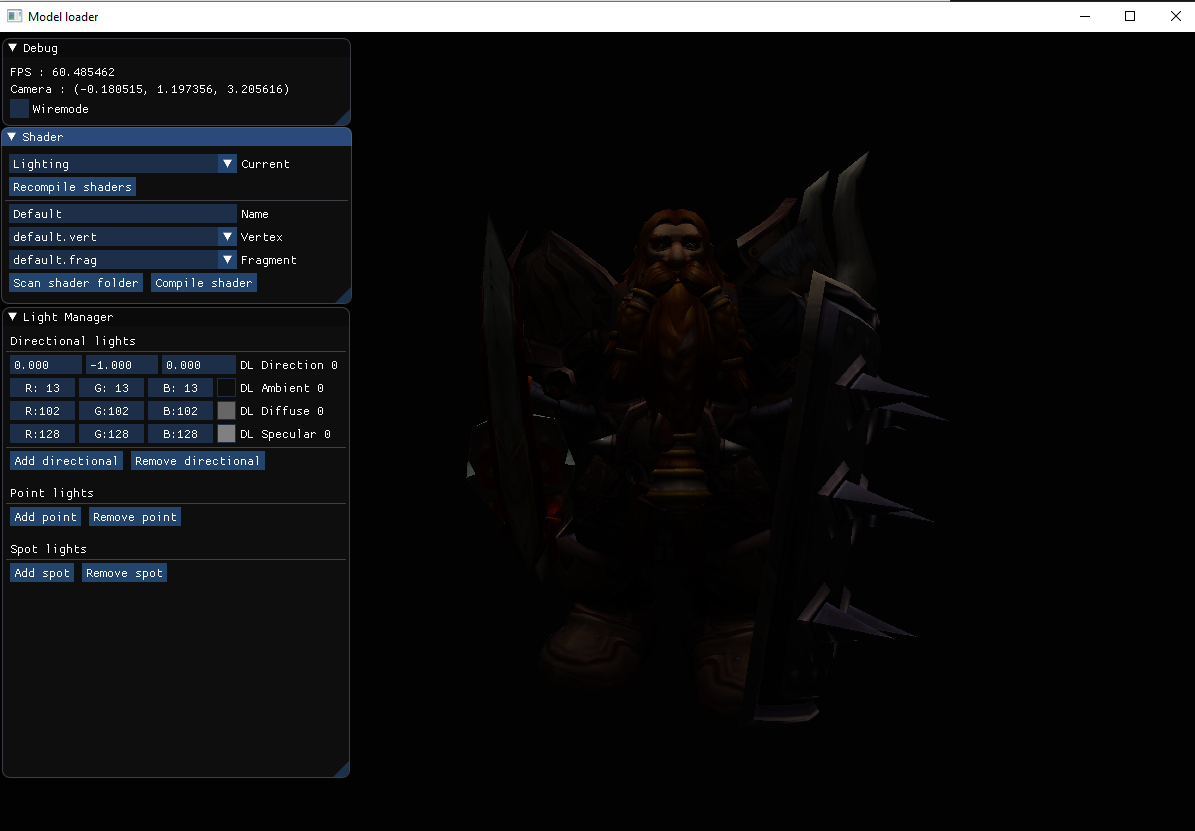 Model loader
Debug
FPS : 60.485462
Camera : (-0.180515, 1.197356, 3.205616)
Wiremode
Shader
Lighting Current
Recompile shaders
Default Name
default.vert Vertex
default.frag Fragment
Scan shader folder Compile shader
Light Manager
Directional lights
0.000 -1.000 0.000 DL Direction 0
R: 13 G: 13 B: 13 DL Ambient 0
R:102 G:102 B:102 DL Diffuse 0
R:128 G:128 B:128 DL Specular 0
Add directional Remove directional
Point lights
Add point Remove point
Spot lights
Add spot Remove spot